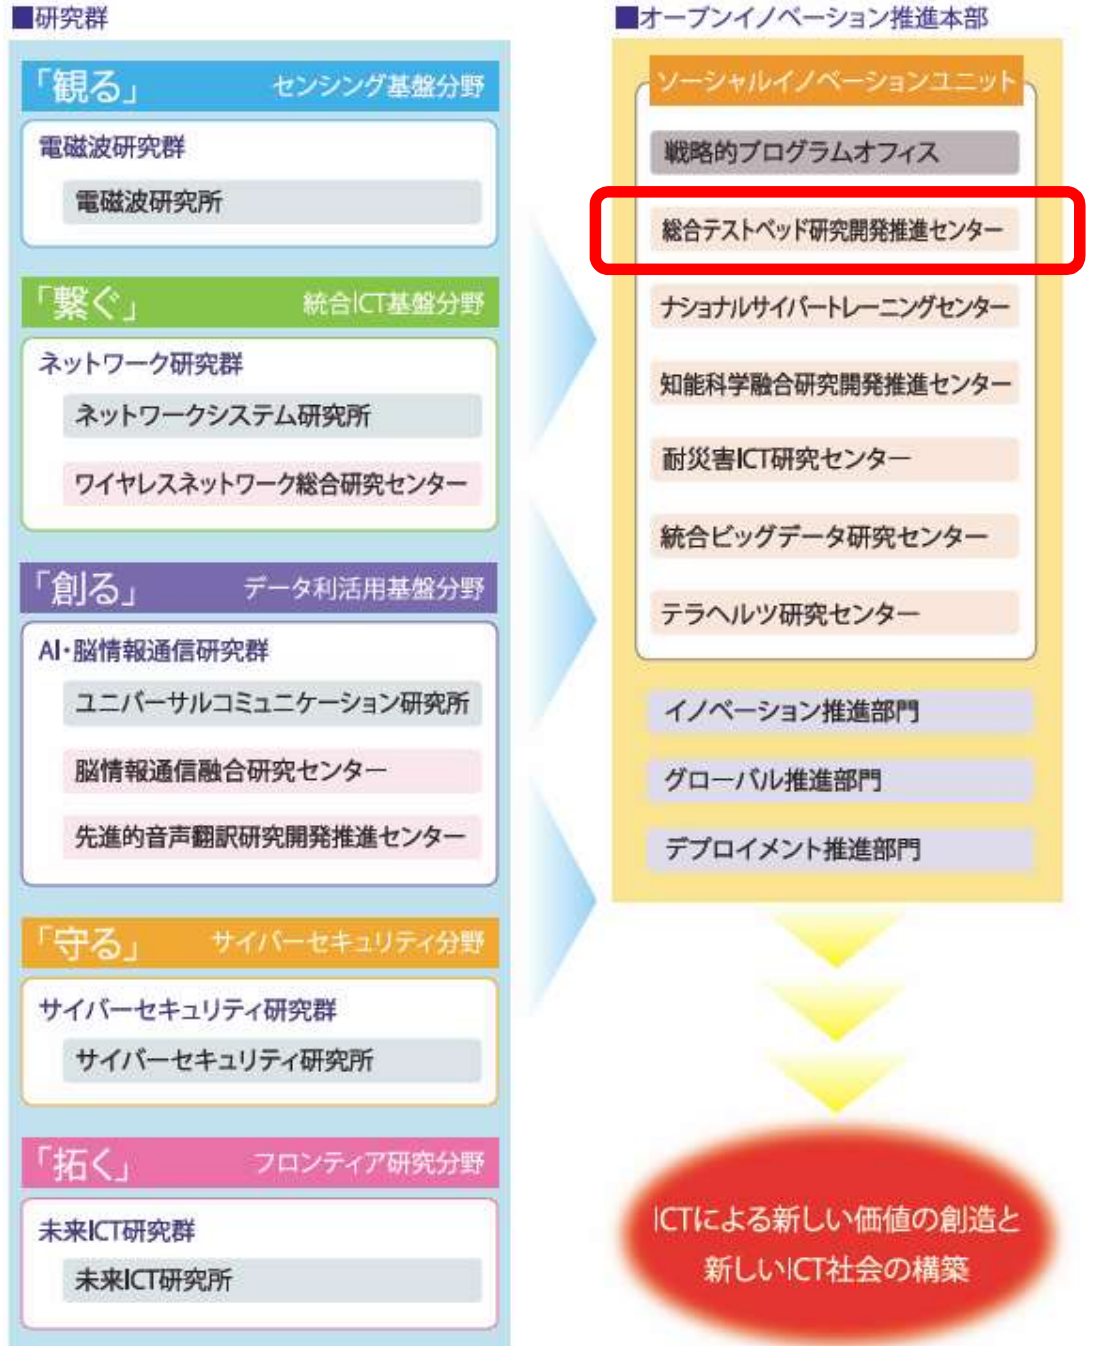 ■研究群
「観る」 センシング基盤分野
電磁波研究群
電磁波研究所
「繋ぐ」 統合ICT基盤分野
ネットワーク研究群
ネットワークシステム研究所
ワイヤレスネットワーク総合研究センター
「創る」 データ利活用基盤分野
AI・脳情報通信研究群
ユニバーサルコミュニケーション研究所
脳情報通信融合研究センター
先進的音声翻訳研究開発推進センター
「守る」 サイバーセキュリティ分野
サイバーセキュリティ研究群
サイバーセキュリティ研究所
「拓く」 フロンティア研究分野
未来ICT研究群
未来ICT研究所
■オープンイノベーション推進本部
ソーシャルイノベーションユニット
戦略的プログラムオフィス
総合テストベッド研究開発推進センター
ナショナルサイバートレーニングセンター
知能科学融合研究開発推進センター
耐災害ICT研究センター
統合ビッグデータ研究センター
テラヘルツ研究センター
イノベーション推進部門
グローバル推進部門
デプロイメント推進部門
ICTによる新しい価値の創造と
新しいICT社会の構築